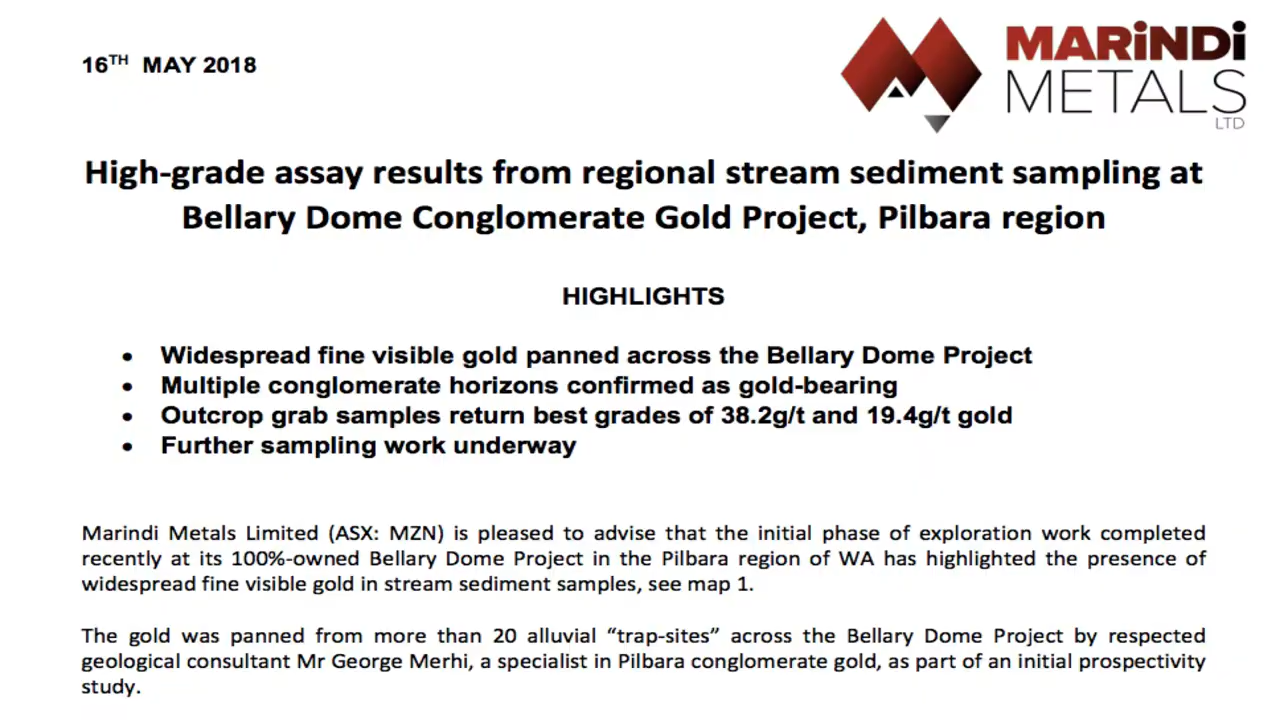 16TH MAY 2018
MARiNDi
METALS
LTD
High-grade assay results from regional stream sediment sampling at
Bellary Dome Conglomerate Gold Project, Pilbara region
HIGHLIGHTS
• Widespread fine visible gold panned across the Bellary Dome Project
• Multiple conglomerate horizons confirmed as gold-bearing
• Outcrop grab samples return best grades of 38.2g/t and 19.4g/t gold
• Further sampling work underway
Marindi Metals Limited (ASX: MZN) is pleased to advise that the initial phase of exploration work completed
recently at its 100%-owned Bellary Dome Project in the Pilbara region of WA has highlighted the presence of
widespread fine visible gold in stream sediment samples, see map 1.
The gold was panned from more than 20 alluvial “trap-sites” across the Bellary Dome Project by respected
geological consultant Mr George Merhi, a specialist in Pilbara conglomerate gold, as part of an initial prospectivity
study.